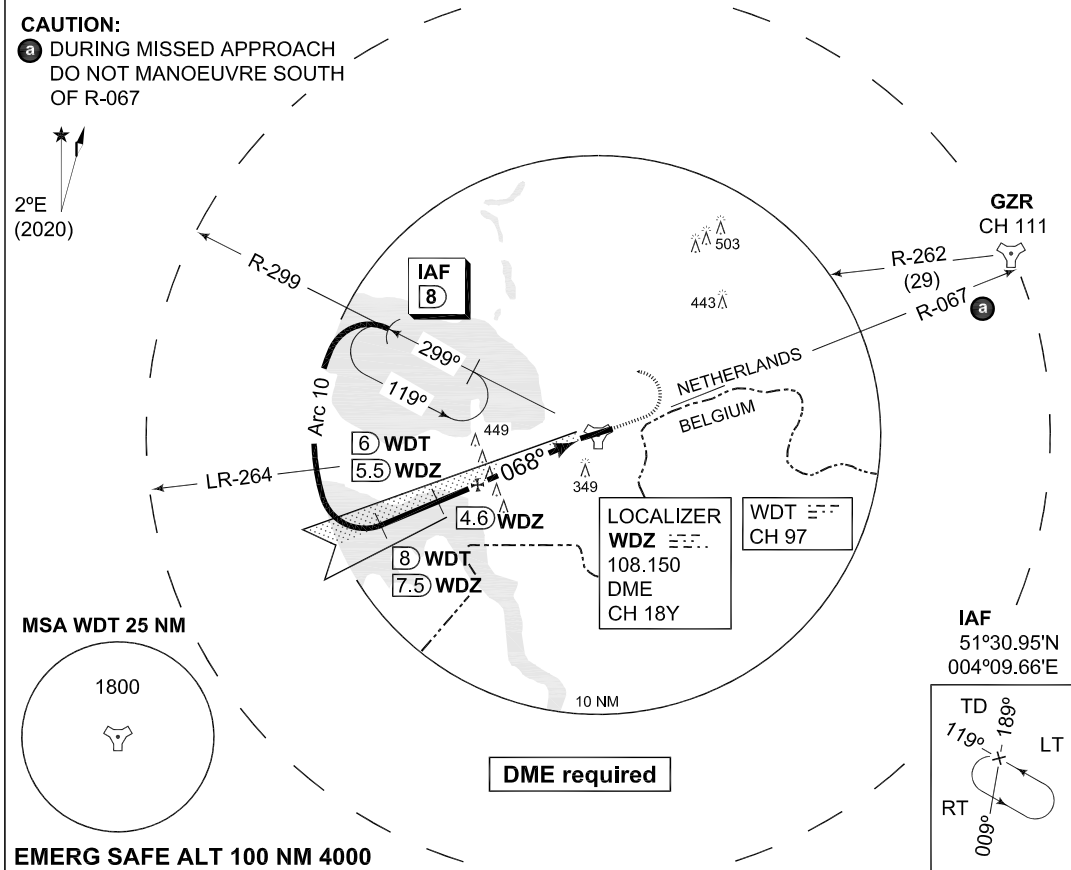 CAUTION:
a DURING MISSED APPROACH
DO NOT MANOEUVRE SOUTH
OF R-067
2ºE
(2020)
GZR
CH 111
R-262
(29)
R-067 a
R-299
IAF
8
503
443
299º
119º
Arc 10
NETHERLANDS
BELGIUM
449
6 WDT
5.5 WDZ
068º
349
LR-264
4.6 WDZ
8 WDT
7.5 WDZ
LOCALIZER
WDZ
108.150
DME
CH 18Y
WDT
CH 97
MSA WDT 25 NM
1800
10 NM
IAF
51°30.95'N
004°09.66'E
TD
119º
189º
LT
RT
009º
DME required
EMERG SAFE ALT 100 NM 4000